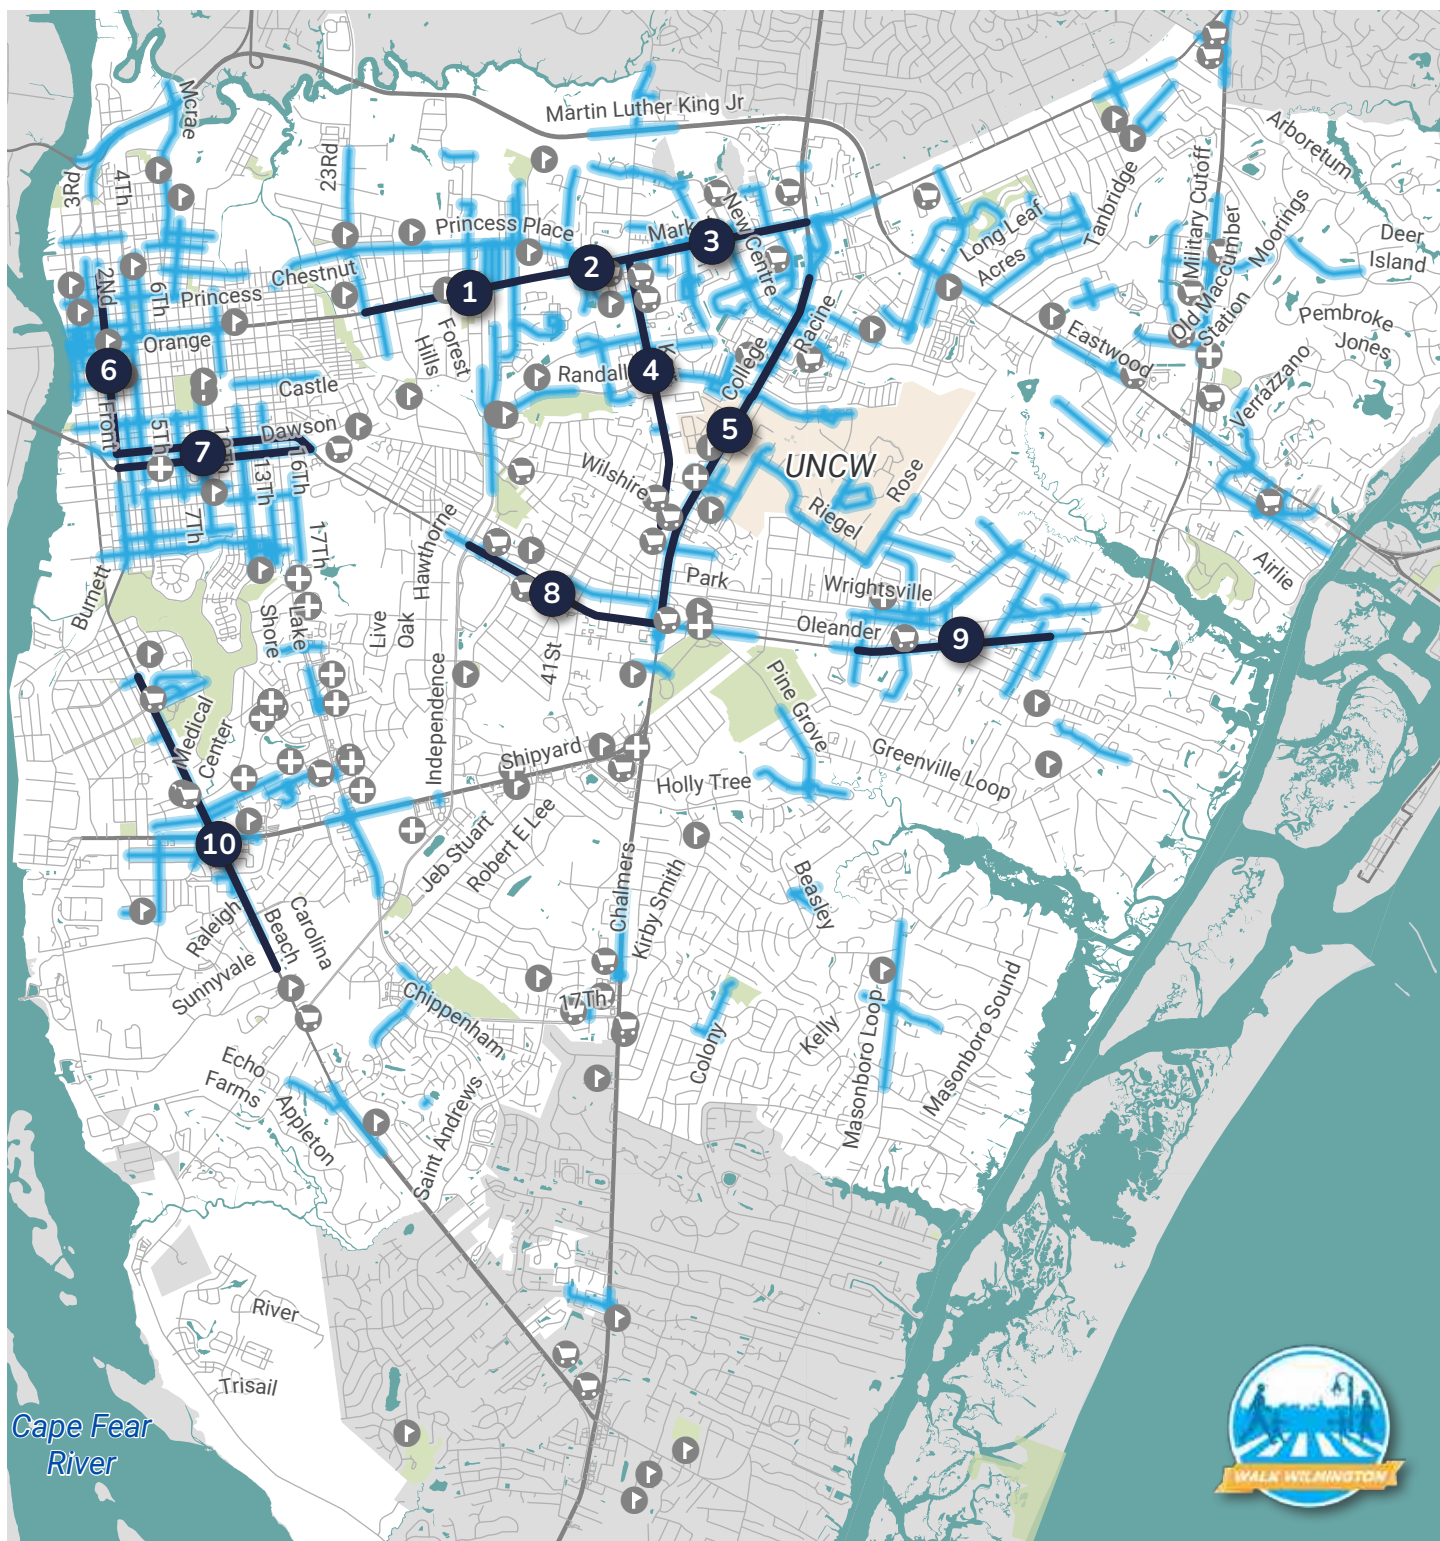 Martin Luther King Jr
Mcrae
3Rd
4Th
23Rd
Arboretum
Military Cutoff
Tanbridge
Moorings
Deer
Island
Princess Place
Market
3
New Centre
Long Leaf
Acres
Old Maccumber
Station
2Nd
6Th
Princess
Chestnut
1
2
Racine
Pembroke
Jones
Orange
Forest
Hills
Eastwood
6
Castle
Randall
4
College
Verrazzano
Front
5Th
7
Dawson
13Th
16Th
5
UNCW
Wilshire
Rose
Riegel
7Th
17Th
Hawthorne
Airlie
Burnett
Lake
Shore
Live
Oak
8
Park
Wrightsville
Oleander
9
41St
Pine Grove
Medical
Center
Independence
Shipyard
Holly Tree
Greenville Loop
10
Jeb Stuart
Robert E Lee
Chalmers
Kirby Smith
Beasley
Raleigh
Carolina
Beach
Sunnyvale
Chippenham
17Th
Colony
Kelly
Masonboro Loop
Masonboro Sound
Echo
Farms
Appleton
Saint Andrews
River
Trisail
Cape Fear
River
WALK WILMINGTON